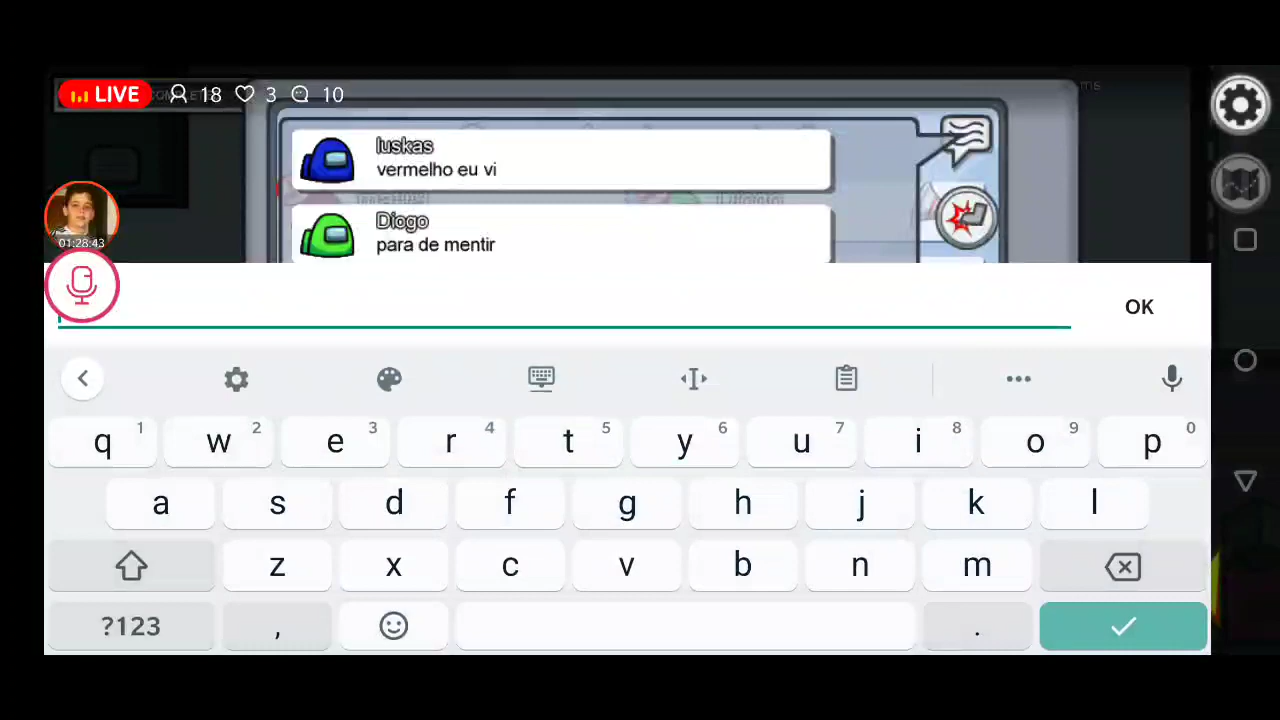 LIVE 18 3 10
ms
luskas
vermelho eu vi
Diogo
para de mentir
01:28:43
OK
q 1 w 2 e 3 r 4 t 5 y 6 u 7 i 8 o 9 p 0
a s d f g h j k l
z x c v b n m
?123 , .